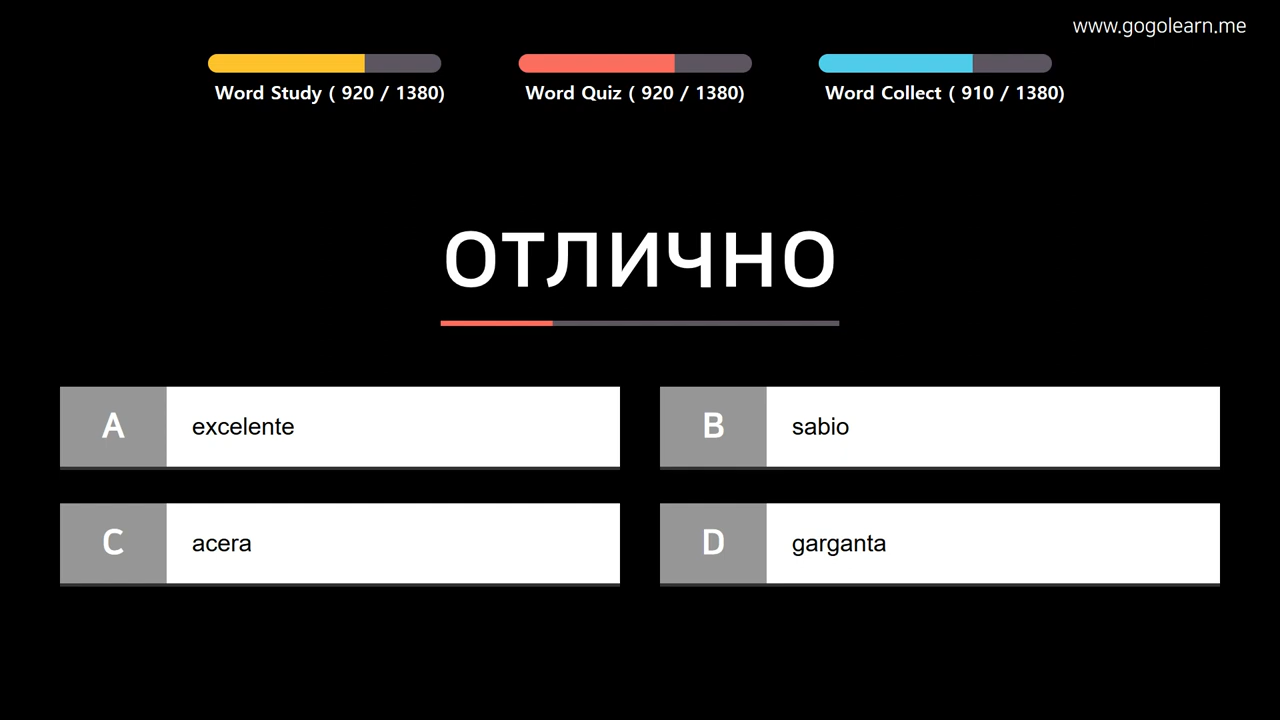 www.gogolearn.me
Word Study ( 920 / 1380)
Word Quiz ( 920 / 1380)
Word Collect ( 910 / 1380)
отлично
A
excelente
B
sabio
C
acera
D
garganta